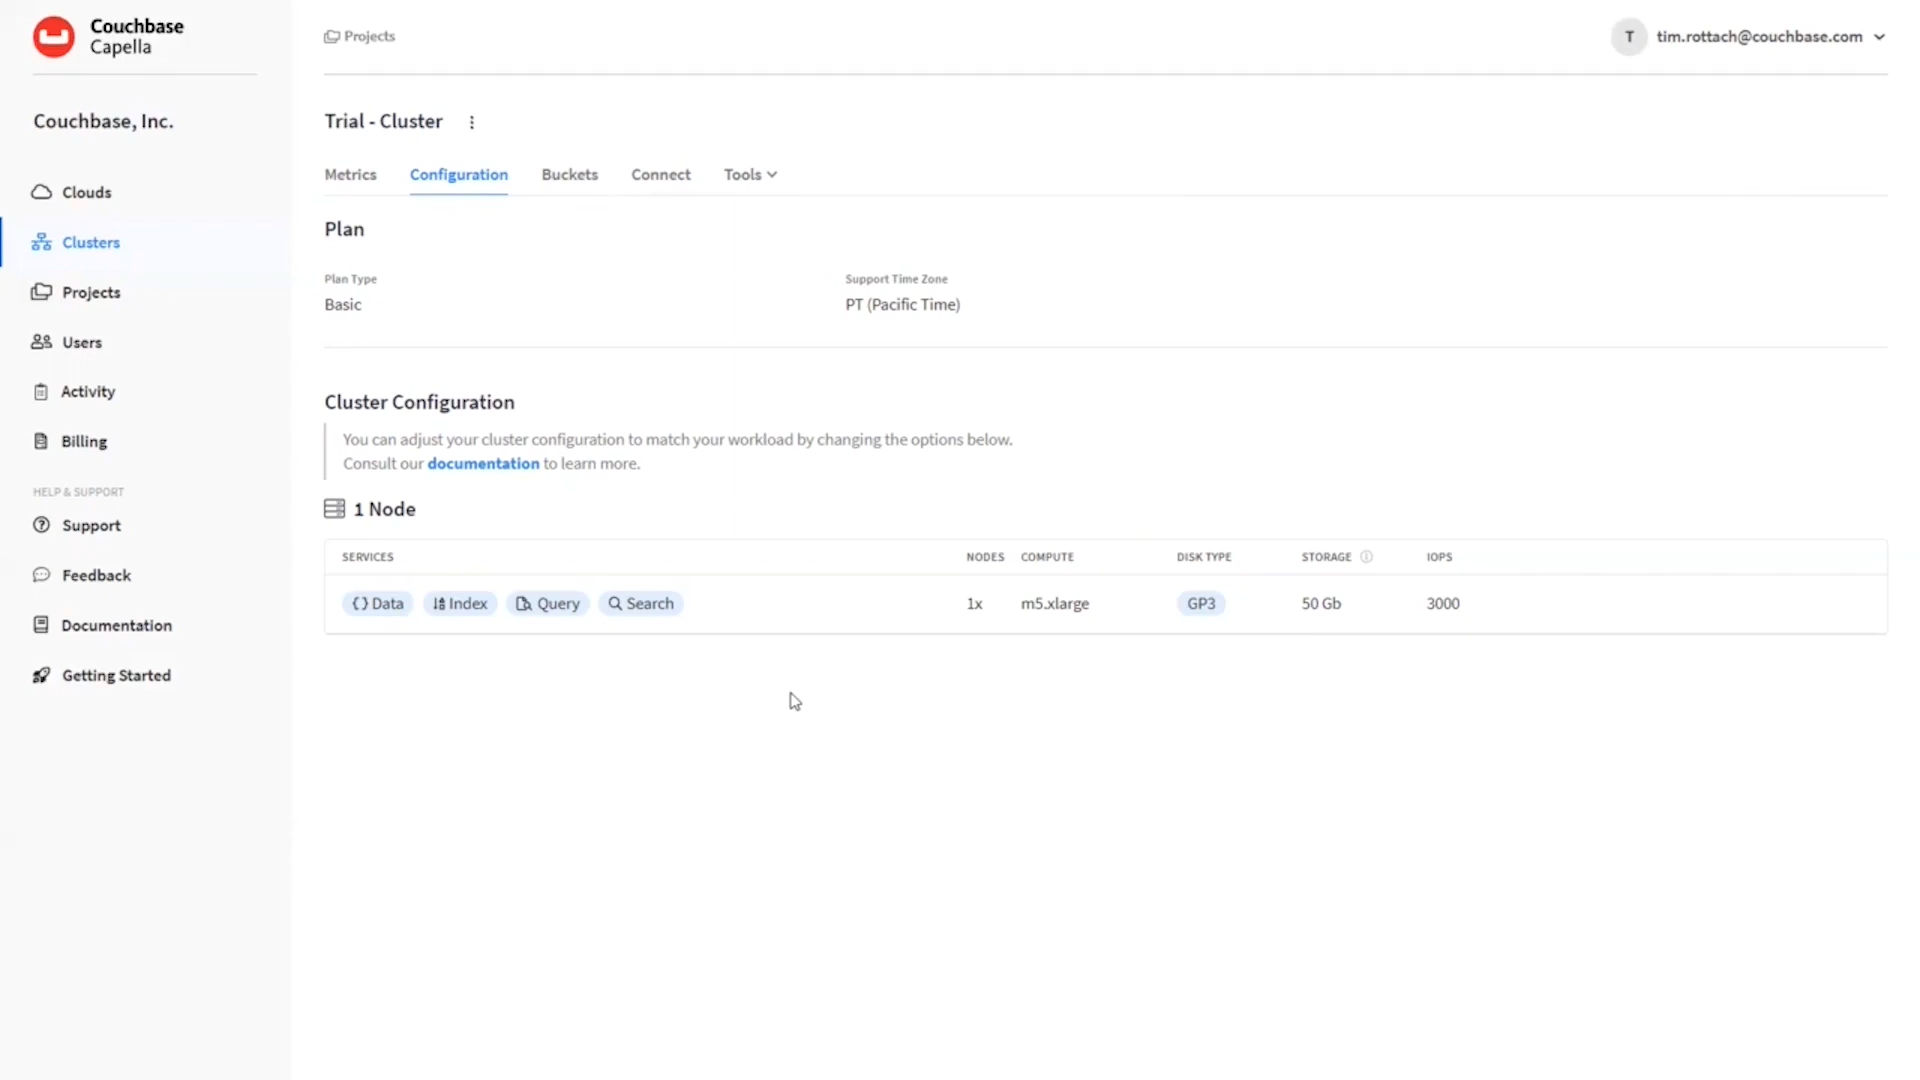 Couchbase
Capella
Projects
T tim.rottach@couchbase.com
Couchbase, Inc.
Clouds
Clusters
Projects
Users
Activity
Billing
HELP & SUPPORT
Support
Feedback
Documentation
Getting Started
Trial - Cluster
Metrics Configuration Buckets Connect Tools
Plan
Plan Type Support Time Zone
Basic PT (Pacific Time)
Cluster Configuration
You can adjust your cluster configuration to match your workload by changing the options below.
Consult our documentation to learn more.
1 Node
SERVICES NODES COMPUTE DISK TYPE STORAGE IOPS
Data Index Query Search 1x m5.xlarge GP3 50 Gb 3000